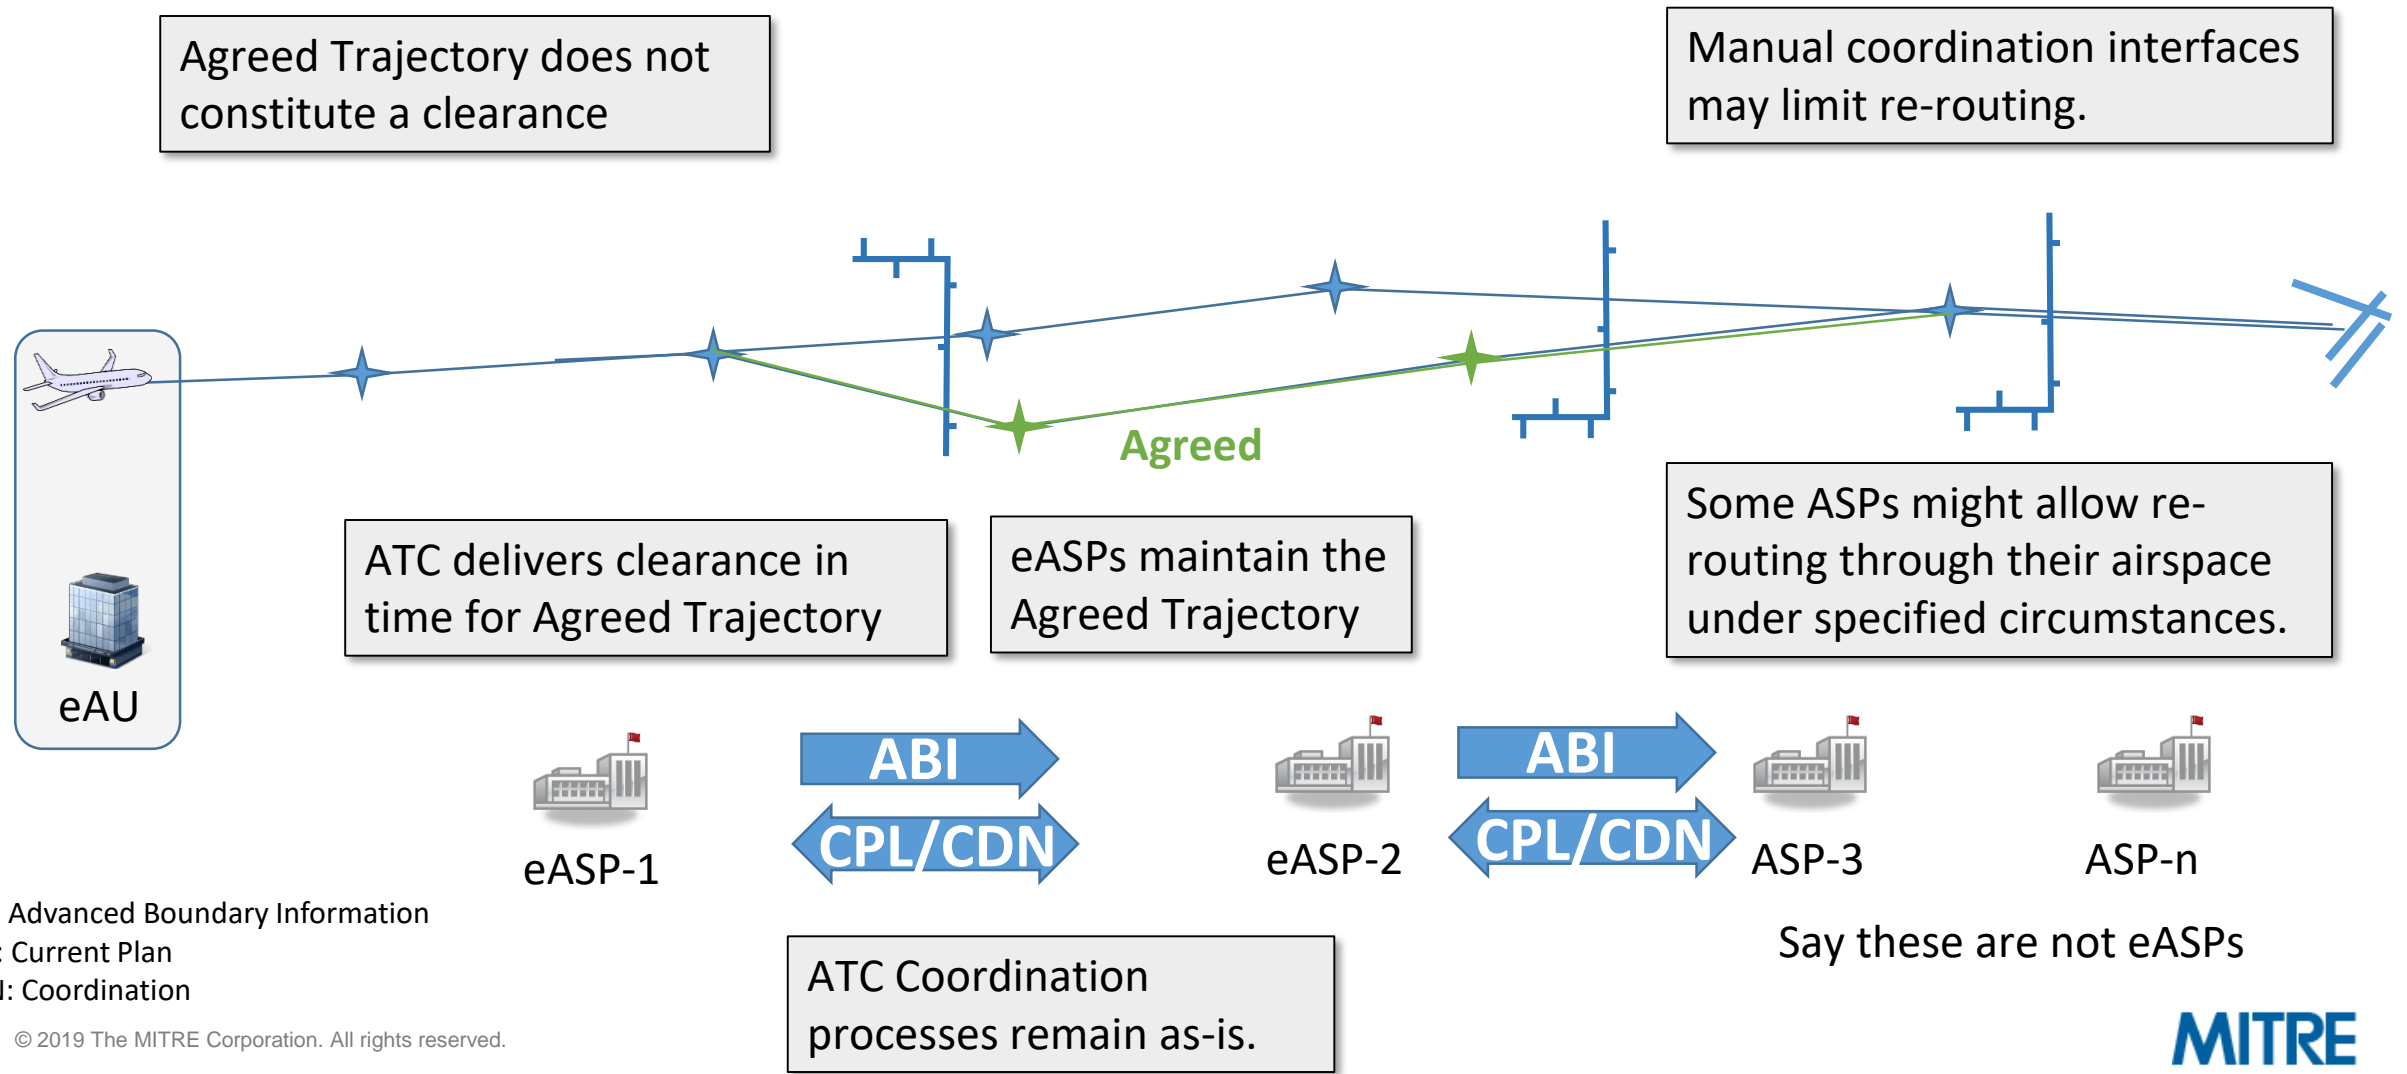 Agreed Trajectory does not
constitute a clearance
Manual coordination interfaces
may limit re-routing.
Agreed
ATC delivers clearance in
time for Agreed Trajectory
eASPs maintain the
Agreed Trajectory
Some ASPs might allow re-
routing through their airspace
under specified circumstances.
eAU
ABI
ABI
CPL/CDN
CPL/CDN
eASP-1
eASP-2
ASP-3
ASP-n
Advanced Boundary Information
: Current Plan
: Coordination
Say these are not eASPs
ATC Coordination
processes remain as-is.
© 2019 The MITRE Corporation. All rights reserved.
MITRE